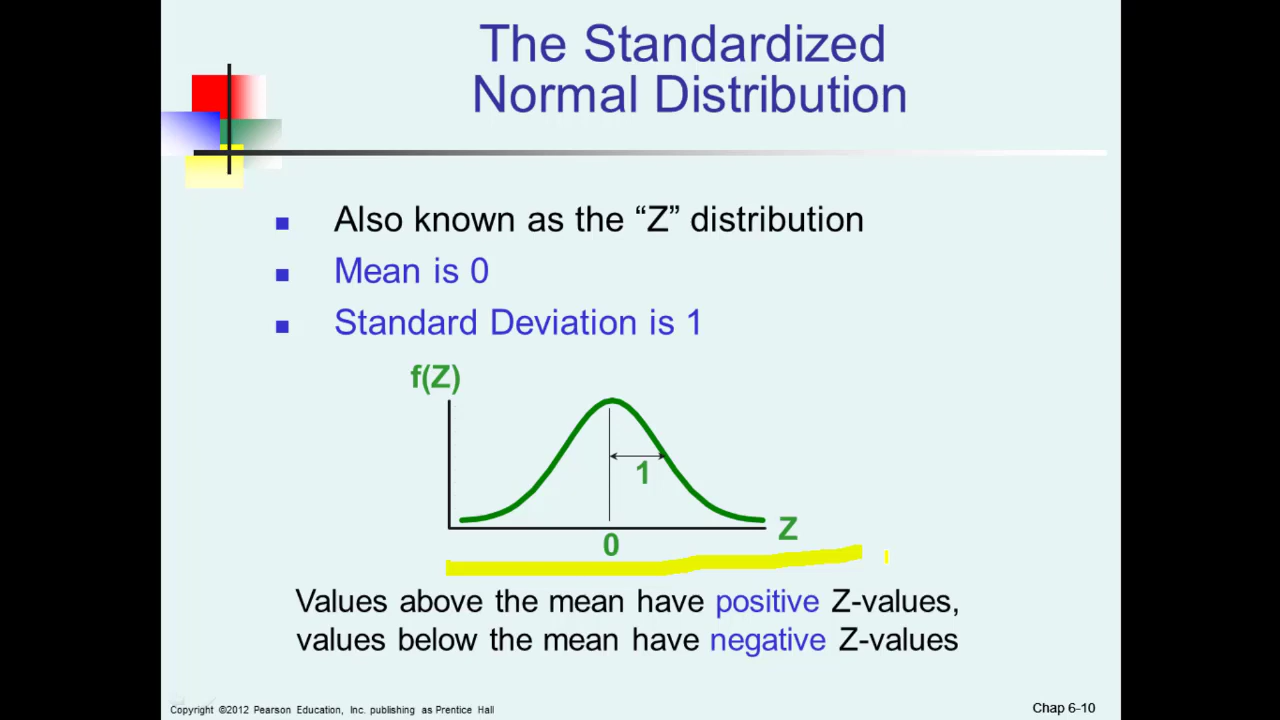 The Standardized
Normal Distribution
Also known as the “Z” distribution
Mean is 0
Standard Deviation is 1
f(Z)
1
Z
0
Values above the mean have positive Z-values,
values below the mean have negative Z-values
Copyright ©2012 Pearson Education, Inc. publishing as Prentice Hall
Chap 6-10